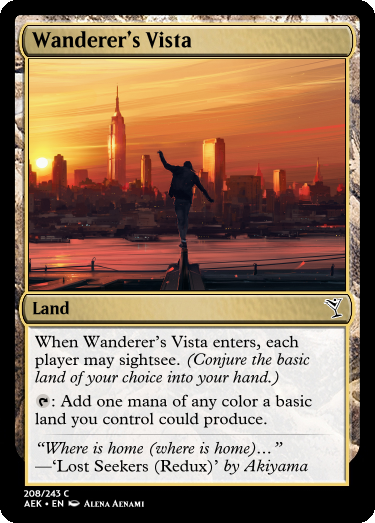 Wanderer's Vista
Land
When Wanderer's Vista enters, each
player may sightsee. (Conjure the basic
land of your choice into your hand.)
: Add one mana of any color a basic
land you control could produce.
“Where is home (where is home)…”
—‘Lost Seekers (Redux)’ by Akiyama
208/243 C
AEK • EN Alena Aenami